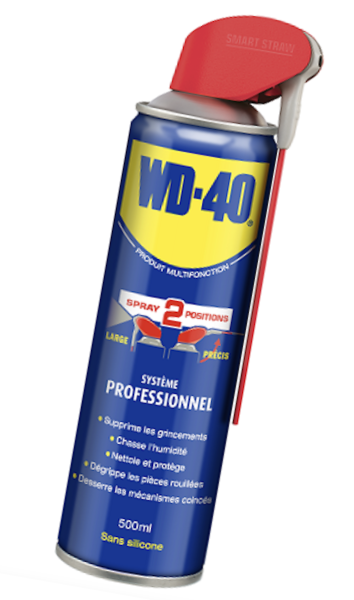 SMART STRAW
WD-40®
PRODUIT MULTIFONCTION
SPRAY 2 POSITIONS
LARGE
PRÉCIS
SYSTÈME
PROFESSIONNEL
• Supprime les grincements
• Chasse l'humidité
• Nettoie et protège
• Dégrippe les pièces rouillées
• Desserre les mécanismes coincés
500ml
Sans silicone